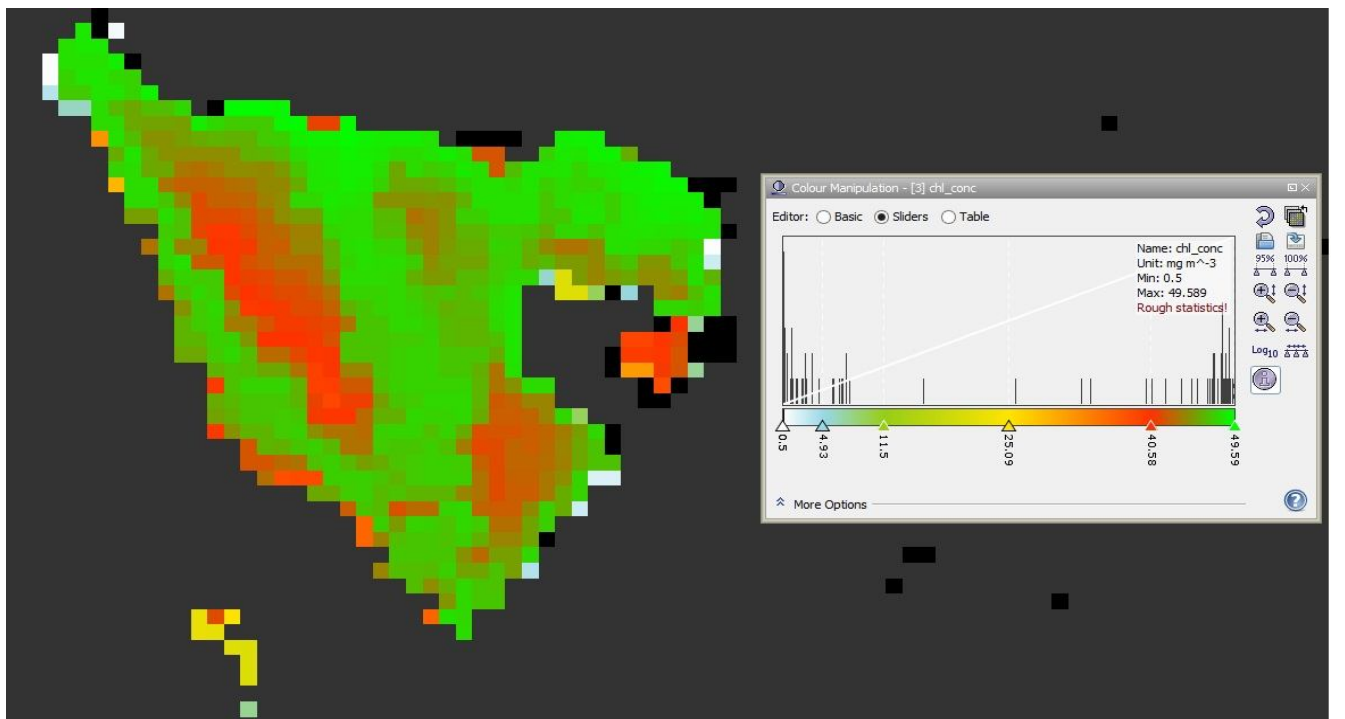 Colour Manipulation - [3] chl_conc
Editor: Basic Sliders Table
Name: chl_conc
Unit: mg m^-3
Min: 0.5
Max: 49.589
Rough statistics!
95% 100%
Log10
0.5 4.93 11.5 25.09 40.58 49.59
More Options